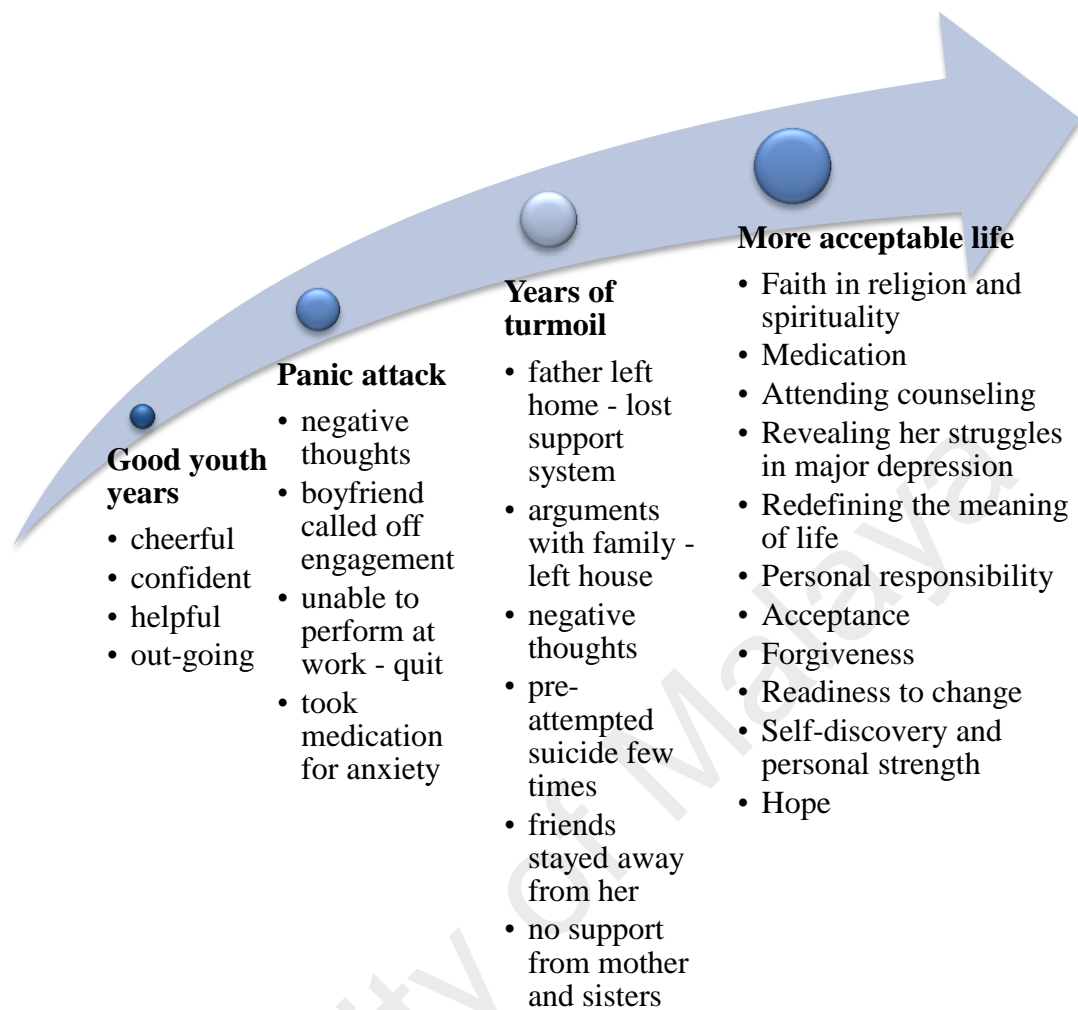 Good youth
years
• cheerful
• confident
• helpful
• out-going
Panic attack
• negative
thoughts
• boyfriend
called off
engagement
• unable to
perform at
work - quit
• took
medication
for anxiety
Years of
turmoil
• father left
home - lost
support
system
• arguments
with family -
left house
• negative
thoughts
• pre-
attempted
suicide few
times
• friends
stayed away
from her
• no support
from mother
and sisters
More acceptable life
• Faith in religion and
spirituality
• Medication
• Attending counseling
• Revealing her struggles
in major depression
• Redefining the meaning
of life
• Personal responsibility
• Acceptance
• Forgiveness
• Readiness to change
• Self-discovery and
personal strength
• Hope
of Malaya